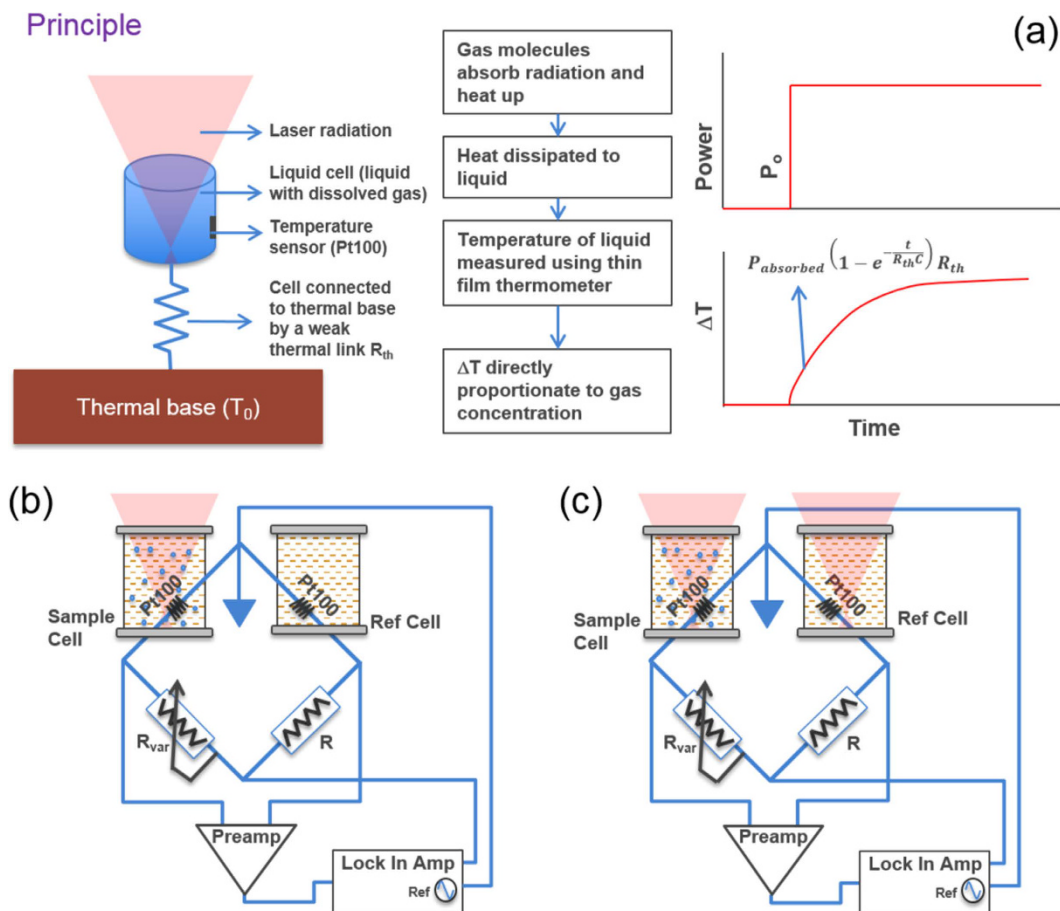 Principle
(a)
Laser radiation
Liquid cell (liquid
with dissolved gas)
Temperature
sensor (Pt100)
Cell connected
to thermal base
by a weak
thermal link Rth
Thermal base (T0)
Gas molecules
absorb radiation and
heat up
Heat dissipated to
liquid
Temperature of liquid
measured using thin
film thermometer
ΔT directly
proportionate to gas
concentration
Power
Po
Pabsorbed (1 − e^−t/RthC) Rth
ΔT
Time
(b)
Pt100
Pt100
Sample
Cell
Ref Cell
Rvar
R
Preamp
Lock In Amp
Ref
(c)
Pt100
Pt100
Sample
Cell
Ref Cell
Rvar
R
Preamp
Lock In Amp
Ref